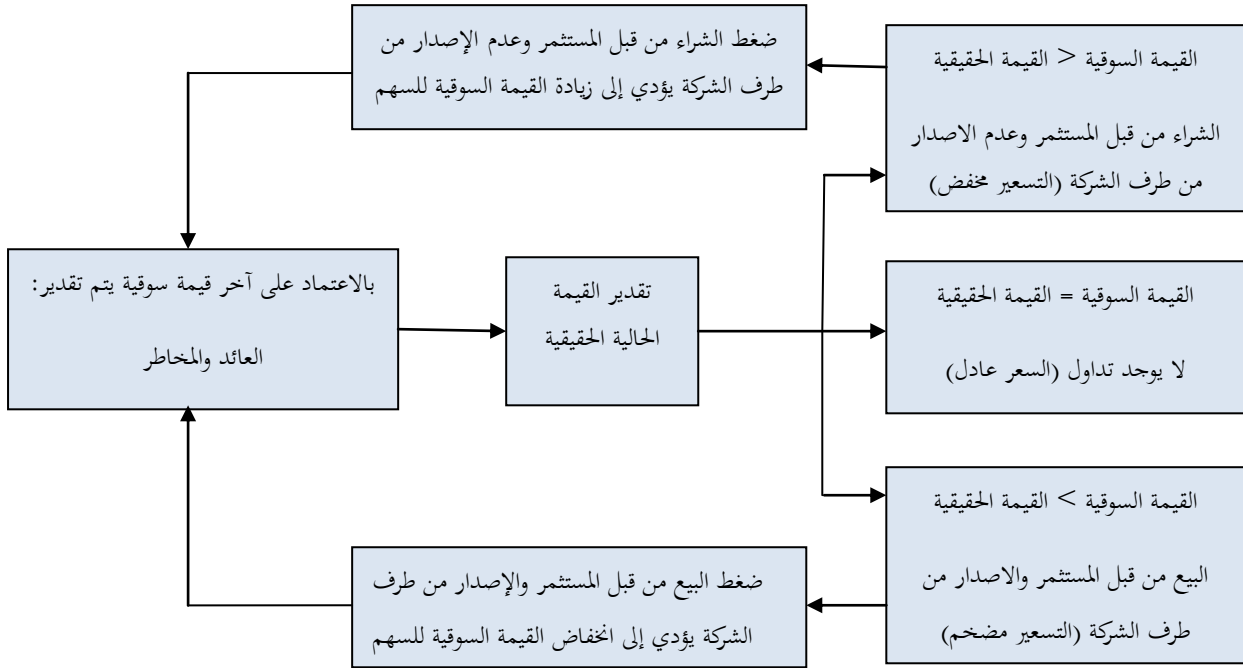 القيمة السوقية < القيمة الحقيقية
الشراء من قبل المستثمر وعدم الاصدار
من طرف الشركة (التسعير مخفض)
ضغط الشراء من قبل المستثمر وعدم الإصدار من
طرف الشركة يؤدي إلى زيادة القيمة السوقية للسهم
القيمة السوقية = القيمة الحقيقية
لا يوجد تداول (السعر عادل)
تقدير القيمة
الحالية الحقيقية
بالاعتماد على آخر قيمة سوقية يتم تقدير:
العائد والمخاطر
القيمة السوقية > القيمة الحقيقية
البيع من قبل المستثمر والاصدار من
طرف الشركة (التسعير مضخم)
ضغط البيع من قبل المستثمر والإصدار من طرف
الشركة يؤدي إلى انخفاض القيمة السوقية للسهم